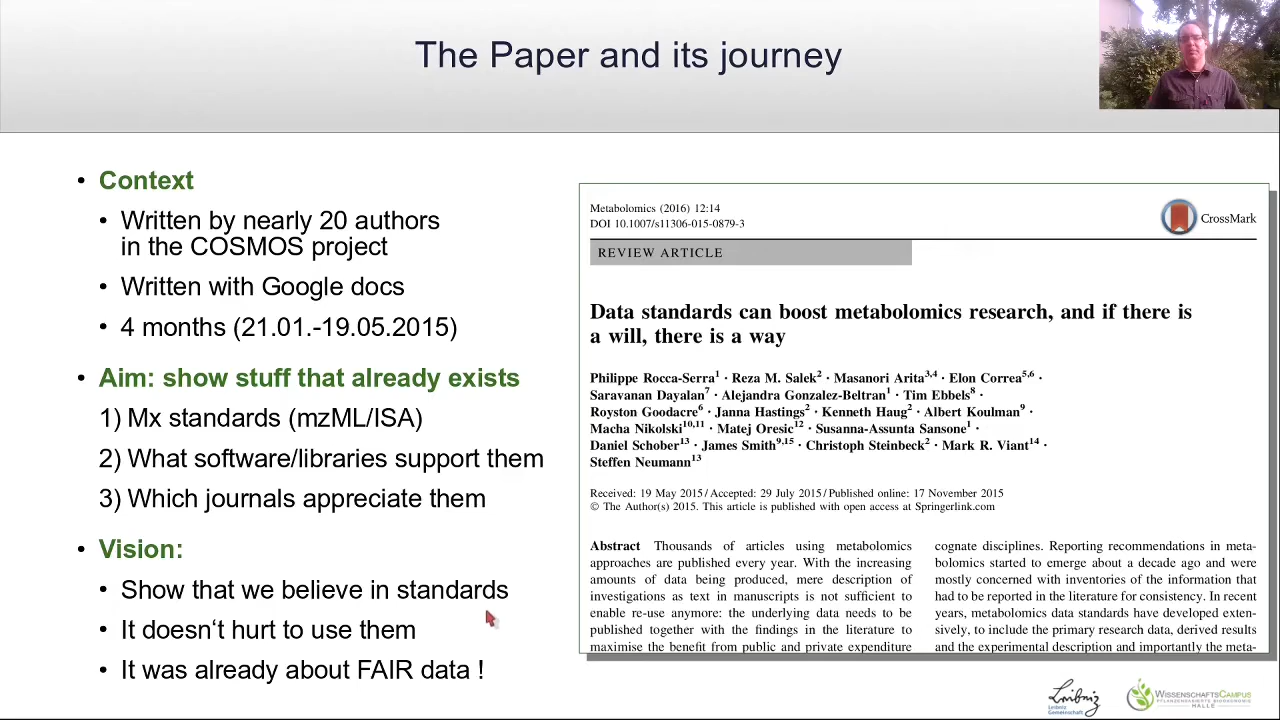 The Paper and its journey
• Context
• Written by nearly 20 authors
in the COSMOS project
• Written with Google docs
• 4 months (21.01.-19.05.2015)
• Aim: show stuff that already exists
1) Mx standards (mzML/ISA)
2) What software/libraries support them
3) Which journals appreciate them
• Vision:
• Show that we believe in standards
• It doesn‘t hurt to use them
• It was already about FAIR data !
Metabolomics (2016) 12:14
DOI 10.1007/s11306-015-0879-3
CrossMark
REVIEW ARTICLE
Data standards can boost metabolomics research, and if there is
a will, there is a way
Philippe Rocca-Serra1 · Reza M. Salek2 · Masanori Arita3,4 · Elon Correa5,6 ·
Saravanan Dayalan7 · Alejandra Gonzalez-Beltran1 · Tim Ebbels8 ·
Royston Goodacre6 · Janna Hastings2 · Kenneth Haug2 · Albert Koulman9 ·
Macha Nikolski10,11 · Matej Oresic12 · Susanna-Assunta Sansone1 ·
Daniel Schober13 · James Smith9,15 · Christoph Steinbeck2 · Mark R. Viant14 ·
Steffen Neumann13
Received: 19 May 2015 / Accepted: 29 July 2015 / Published online: 17 November 2015
© The Author(s) 2015. This article is published with open access at Springerlink.com
Abstract Thousands of articles using metabolomics
approaches are published every year. With the increasing
amounts of data being produced, mere description of
investigations as text in manuscripts is not sufficient to
enable re-use anymore: the underlying data needs to be
published together with the findings in the literature to
maximise the benefit from public and private expenditure
cognate disciplines. Reporting recommendations in meta-
bolomics started to emerge about a decade ago and were
mostly concerned with inventories of the information that
had to be reported in the literature for consistency. In recent
years, metabolomics data standards have developed exten-
sively, to include the primary research data, derived results
and the experimental description and importantly the meta-
Leibniz
Leibniz
Gemeinschaft
WISSENSCHAFTSCAMPUS
PFLANZENBASIERTE BIOÖKONOMIE
HALLE